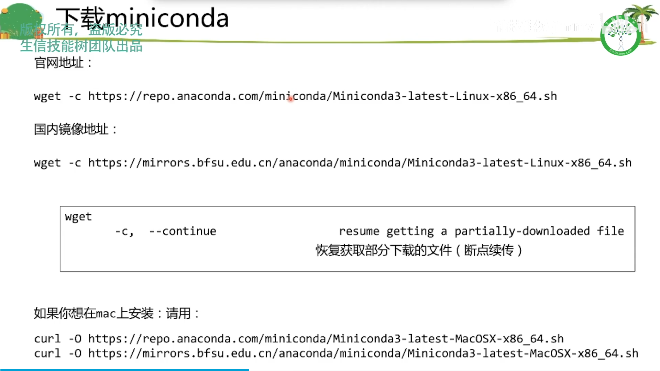 下载miniconda
版权所有，盗版必究
生信技能树团队出品
官网地址：
wget -c https://repo.anaconda.com/miniconda/Miniconda3-latest-Linux-x86_64.sh
国内镜像地址：
wget -c https://mirrors.bfsu.edu.cn/anaconda/miniconda/Miniconda3-latest-Linux-x86_64.sh
wget
-c, --continue resume getting a partially-downloaded file
恢复获取部分下载的文件（断点续传）
如果你想在mac上安装：请用：
curl -O https://repo.anaconda.com/miniconda/Miniconda3-latest-MacOSX-x86_64.sh
curl -O https://mirrors.bfsu.edu.cn/anaconda/miniconda/Miniconda3-latest-MacOSX-x86_64.sh